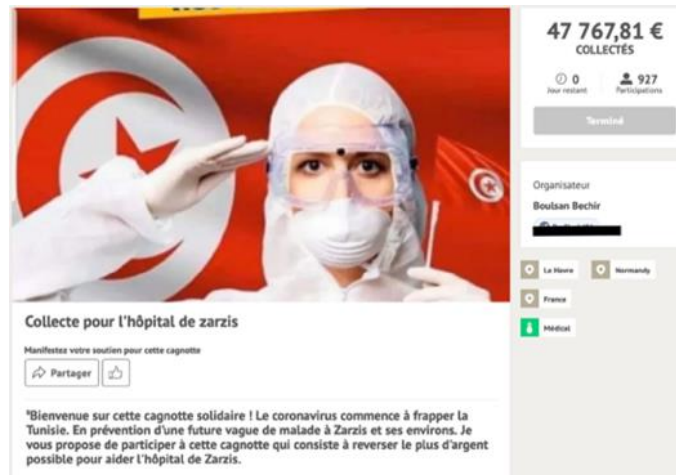 47 767,81 €
COLLECTÉS
0
Jour restant
927
Participations
Terminé
Organisateur
Boulsan Bechir
Le Havre
Normandy
France
Médical
Collecte pour l'hôpital de zarzis
Manifestez votre soutien pour cette cagnotte
Partager
"Bienvenue sur cette cagnotte solidaire ! Le coronavirus commence à frapper la
Tunisie. En prévention d'une future vague de malade à Zarzis et ses environs. Je
vous propose de participer à cette cagnotte qui consiste à reverser le plus d'argent
possible pour aider l'hôpital de Zarzis.